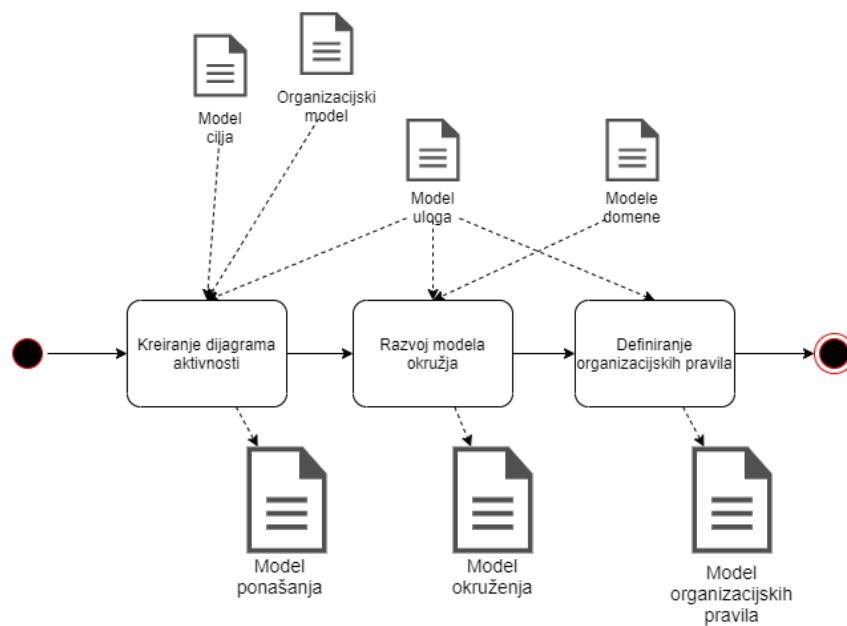 Model
cilja
Organizacijski
model
Model
uloga
Modele
domene
Kreiranje dijagrama
aktivnosti
Razvoj modela
okružja
Definiranje
organizacijskih pravila
Model
ponašanja
Model
okruženja
Model
organizacijskih
pravila